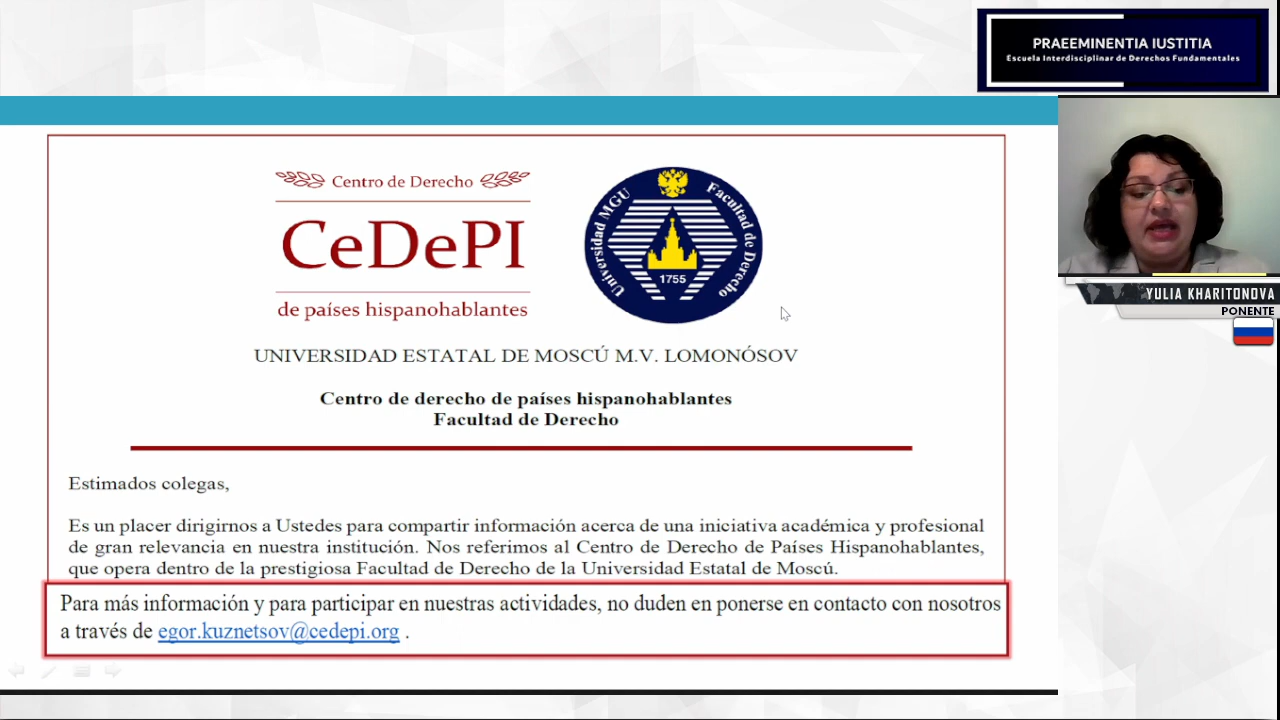 PRAEEMINENTIA IUSTITIA
Escuela Interdisciplinar de Derechos Fundamentales
Centro de Derecho
CeDePI
de países hispanohablantes
Universidad MGU
Facultad de Derecho
1755
YULIA KHARITONOVA
PONENTE
UNIVERSIDAD ESTATAL DE MOSCÚ M.V. LOMONÓSOV
Centro de derecho de países hispanohablantes
Facultad de Derecho
Estimados colegas,
Es un placer dirigirnos a Ustedes para compartir información acerca de una iniciativa académica y profesional
de gran relevancia en nuestra institución. Nos referimos al Centro de Derecho de Países Hispanohablantes,
que opera dentro de la prestigiosa Facultad de Derecho de la Universidad Estatal de Moscú.
Para más información y para participar en nuestras actividades, no duden en ponerse en contacto con nosotros
a través de egor.kuznetsov@cedepi.org .